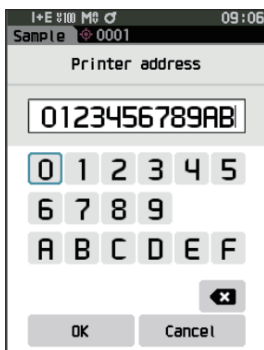 I+E 100 M 09:06
Sample 0001
Printer address
0123456789AB
0 1 2 3 4 5
6 7 8 9
A B C D E F
OK Cancel